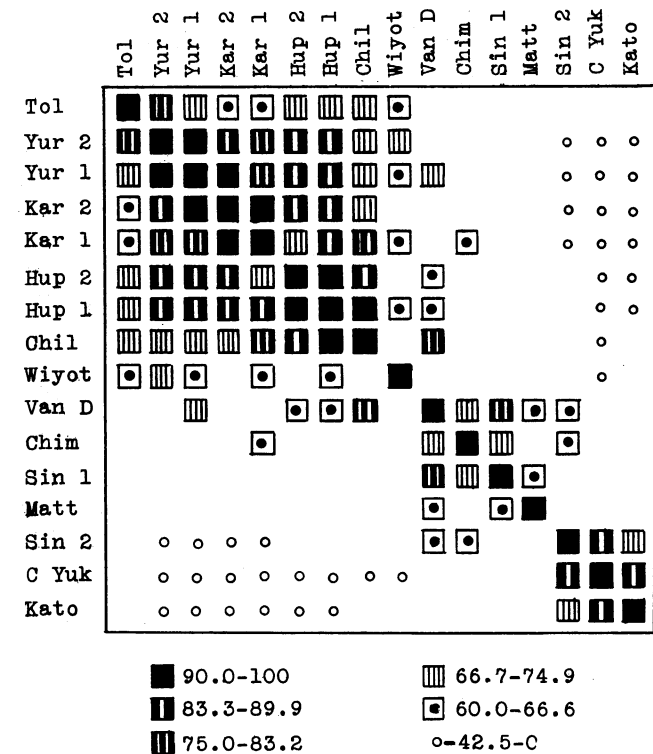 Tol Yur 2 Yur 1 Kar 2 Kar 1 Hup 2 Hup 1 Chil Wiyot Van D Chim Sin 1 Matt Sin 2 C Yuk Kato
Tol
Yur 2
Yur 1
Kar 2
Kar 1
Hup 2
Hup 1
Chil
Wiyot
Van D
Chim
Sin 1
Matt
Sin 2
C Yuk
Kato
90.0-100 66.7-74.9
83.3-89.9 60.0-66.6
75.0-83.2 o-42.5-C